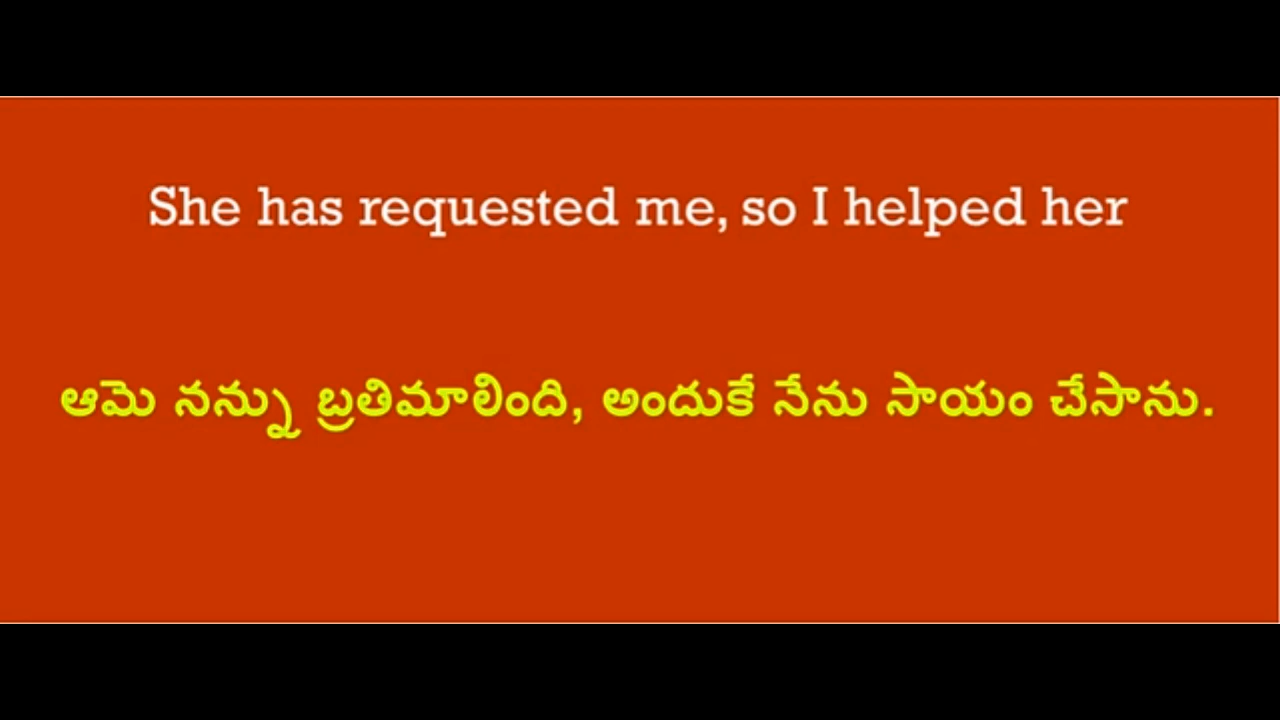 She has requested me, so I helped her
ఆమె నన్ను బ్రతిమాలింది, అందుకే నేను సాయం చేసాను.